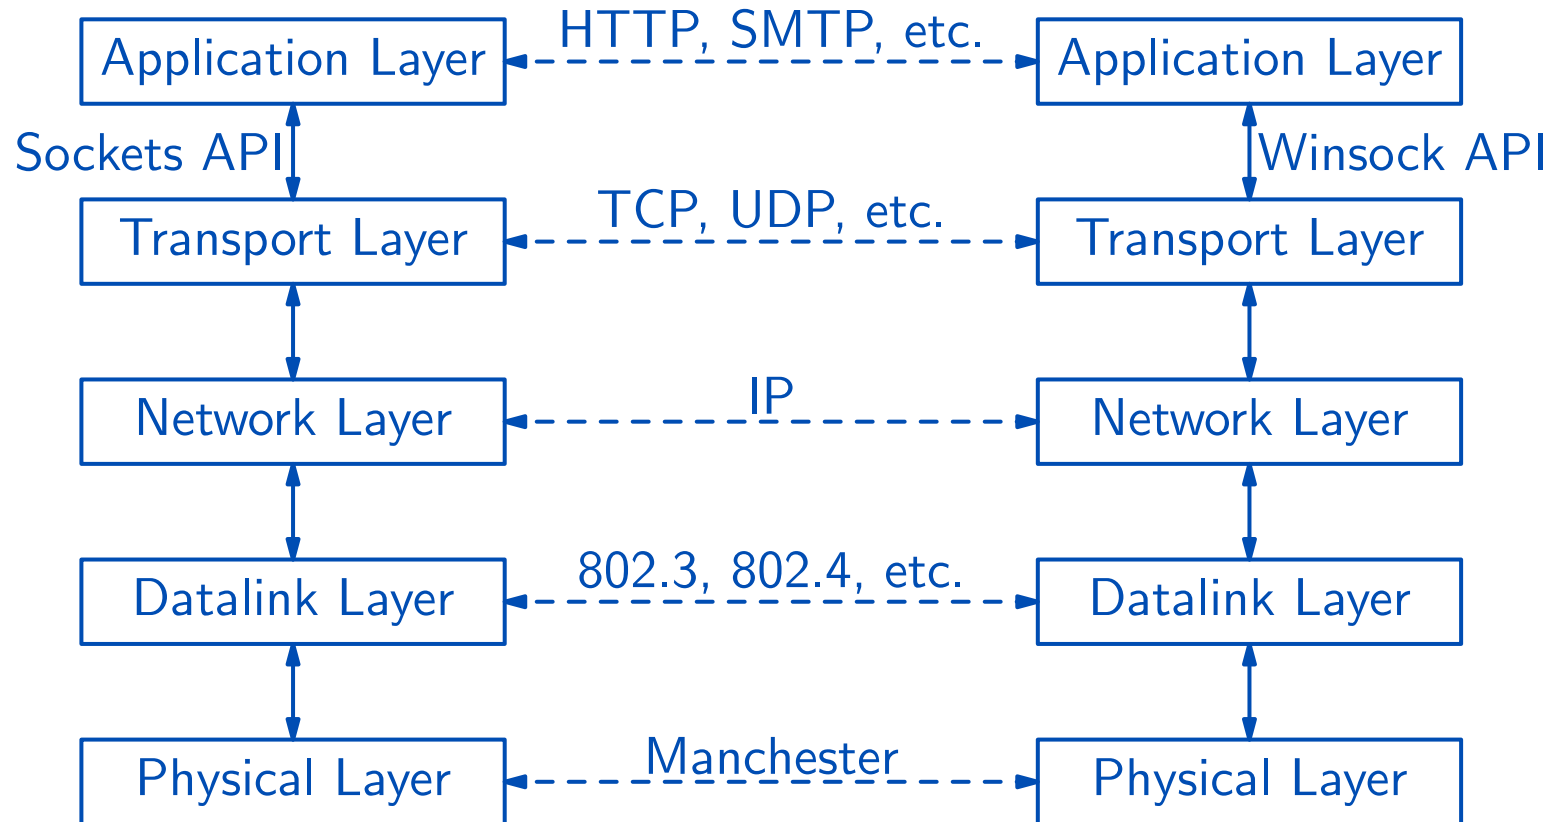 Application Layer
HTTP, SMTP, etc.
Application Layer
Sockets API
Winsock API
Transport Layer
TCP, UDP, etc.
Transport Layer
Network Layer
IP
Network Layer
Datalink Layer
802.3, 802.4, etc.
Datalink Layer
Physical Layer
Manchester
Physical Layer